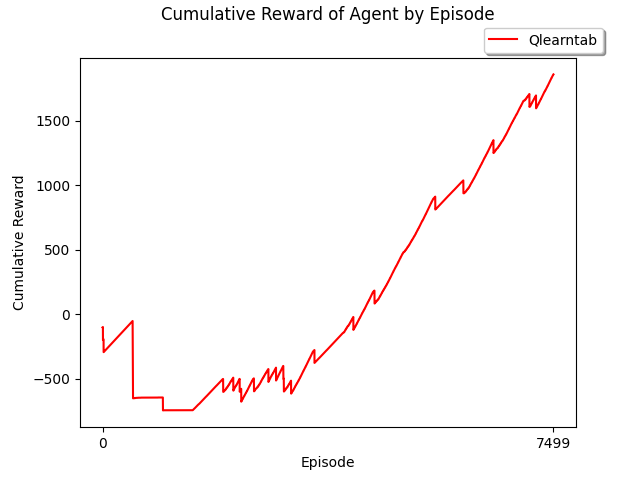 Cumulative Reward of Agent by Episode
Qlearntab
1500
1000
500
0
−500
Cumulative Reward
0
7499
Episode